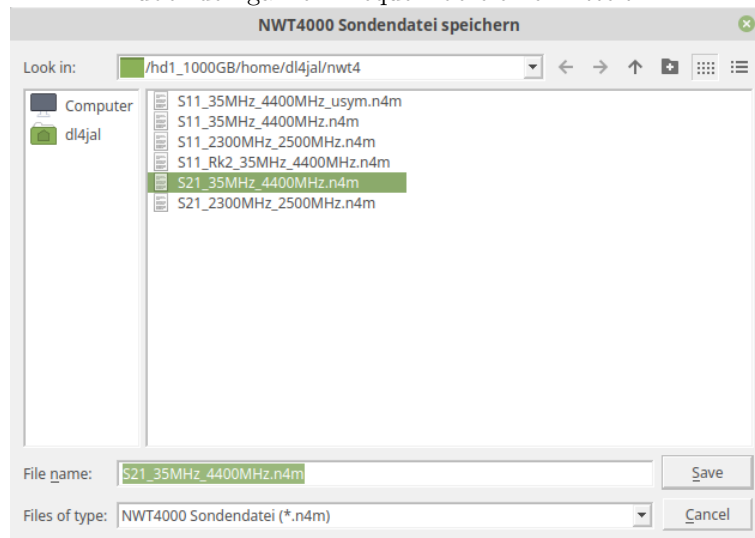 NWT4000 Sondendatei speichern
Look in: /hd1_1000GB/home/dl4jal/nwt4
Computer
dl4jal
S11_35MHz_4400MHz_usym.n4m
S11_35MHz_4400MHz.n4m
S11_2300MHz_2500MHz.n4m
S11_Rk2_35MHz_4400MHz.n4m
S21_35MHz_4400MHz.n4m
S21_2300MHz_2500MHz.n4m
File name: S21_35MHz_4400MHz.n4m Save
Files of type: NWT4000 Sondendatei (*.n4m) Cancel